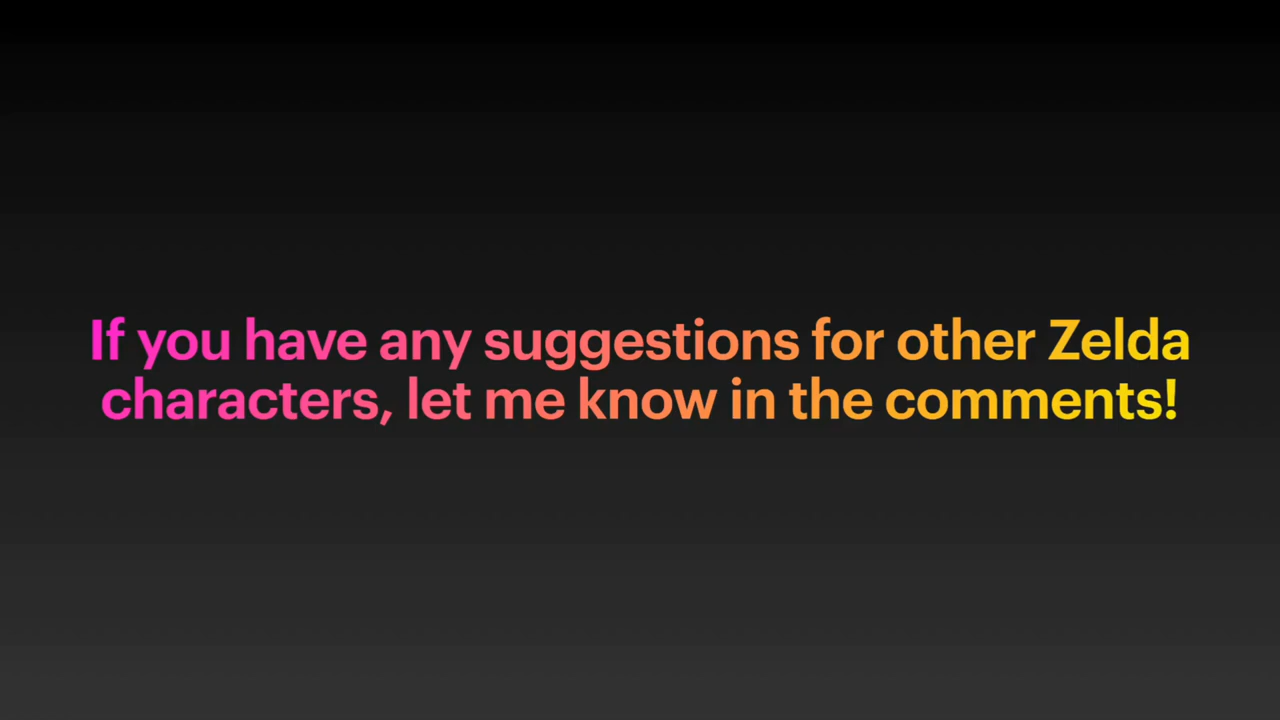 If you have any suggestions for other Zelda
characters, let me know in the comments!